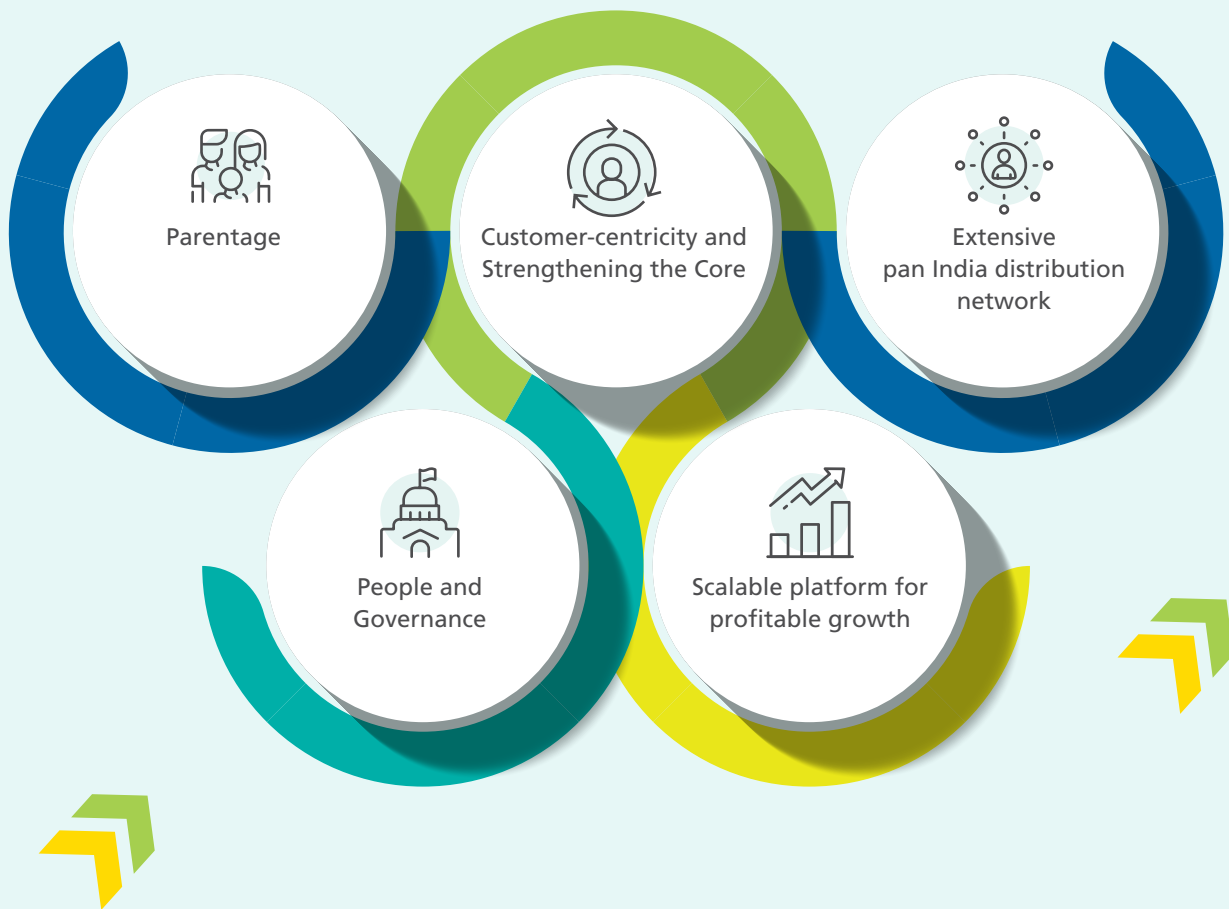 Parentage
Customer-centricity and
Strengthening the Core
Extensive
pan India distribution
network
People and
Governance
Scalable platform for
profitable growth